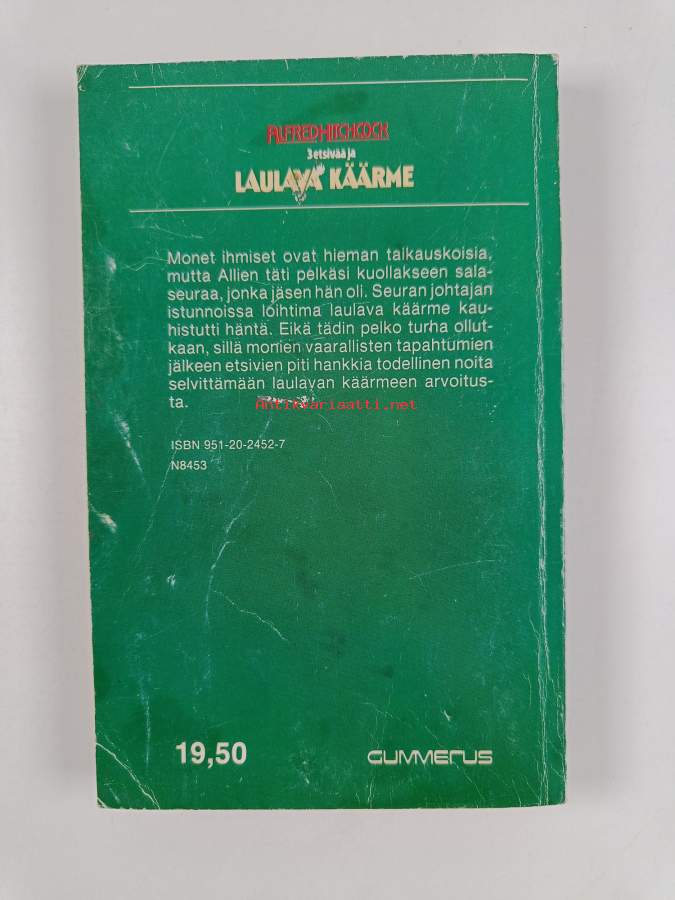 ALFRED HITCHCOCK
3 etsivää ja
LAULAVA KÄÄRME
Monet ihmiset ovat hieman taikauskoisia,
mutta Allien täti pelkäsi kuollakseen sala-
seuraa, jonka jäsen hän oli. Seuran johtajan
istunnoissa loihtima laulava käärme kau-
histutti häntä. Eikä tädin pelko turha ollut-
kaan, sillä monien vaarallisten tapahtumien
jälkeen etsivien piti hankkia todellinen noita
selvittämään laulavan käärmeen arvoitus-
ta.
Antikvariaatti.net
ISBN 951-20-2452-7
N8453
19,50
GUMMERUS